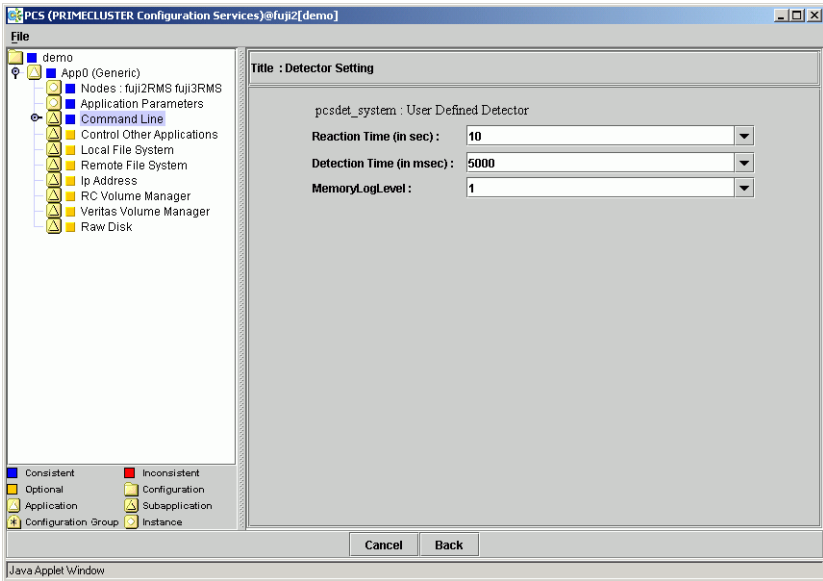 PCS (PRIMECLUSTER Configuration Services)@fuji2[demo]
File
demo
App0 (Generic)
Nodes : fuji2RMS fuji3RMS
Application Parameters
Command Line
Control Other Applications
Local File System
Remote File System
Ip Address
RC Volume Manager
Veritas Volume Manager
Raw Disk
Consistent Inconsistent
Optional Configuration
Application Subapplication
Configuration Group Instance
Title : Detector Setting
pcsdet_system : User Defined Detector
Reaction Time (in sec) : 10
Detection Time (in msec) : 5000
MemoryLogLevel : 1
Cancel Back
Java Applet Window